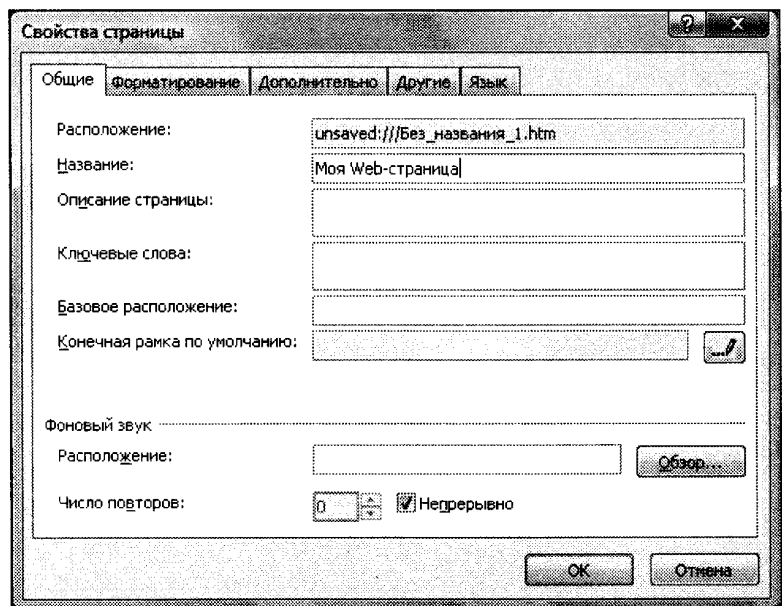 Свойства страницы
Общие Форматирование Дополнительно Другие Язык
Расположение: unsaved:///Без_названия_1.htm
Название: Моя Web-страница
Описание страницы:
Ключевые слова:
Базовое расположение:
Конечная рамка по умолчанию:
Фоновый звук
Расположение: Обзор...
Число повторов: 0 Непрерывно
ОК Отмена